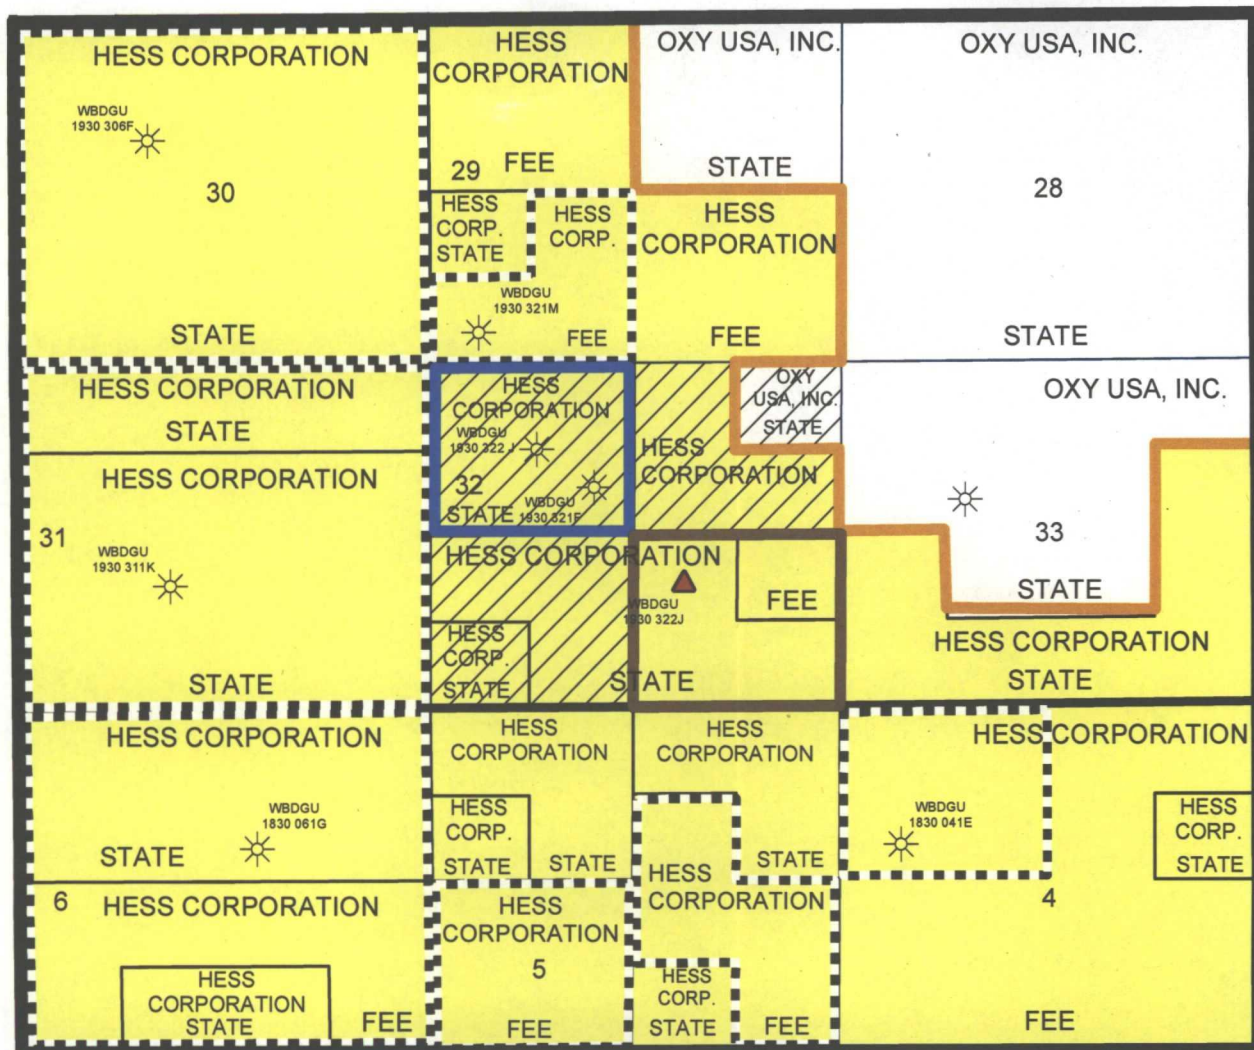 HESS CORPORATION
WBDGU
1930 306F
30
STATE
HESS
CORPORATION
29
FEE
OXY USA, INC.
STATE
OXY USA, INC.
28
STATE
HESS
CORP.
STATE
HESS
CORP.
WBDGU
1930 321M
FEE
HESS
CORPORATION
FEE
HESS CORPORATION
STATE
HESS CORPORATION
31
WBDGU
1930 311K
STATE
HESS
CORPORATION
WBDGU
1930 322 J
32
WBDGU
STATE
1930 321F
HESS
CORPORATION
OXY
USA, INC.
STATE
OXY USA, INC.
33
STATE
HESS CORPORATION
STATE
HESS CORPORATION
FEE
WBDGU
1930 322J
HESS
CORP.
STATE
STATE
HESS CORPORATION
WBDGU
1830 061G
STATE
6
HESS CORPORATION
HESS
CORPORATION
STATE
FEE
HESS
CORPORATION
HESS
CORP.
STATE
STATE
HESS
CORPORATION
5
FEE
HESS
CORPORATION
STATE
HESS
CORPORATION
HESS
CORP.
STATE
FEE
HESS CORPORATION
WBDGU
1830 041E
HESS
CORP.
STATE
4
FEE